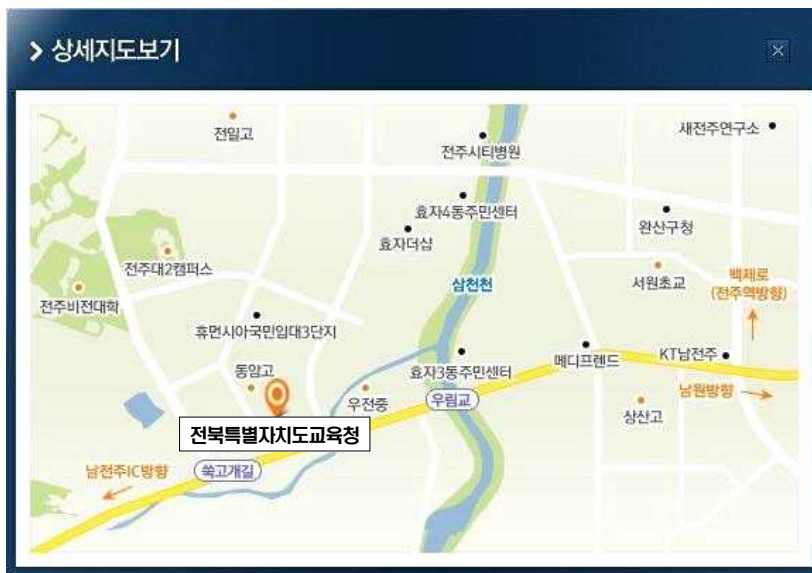 상세지도보기
전일고
새전주연구소
전주시티병원
효자4동주민센터
완산구청
효자더샵
전주대2캠퍼스
서원초교
백제로
(전주역방향)
삼천천
전주비전대학
휴먼시아국민임대3단지
KT남전주
메디프렌드
효자3동주민센터
동암고
남원방향
우전중
우림교
상산고
전북특별자치도교육청
남전주IC방향
쑥고개길